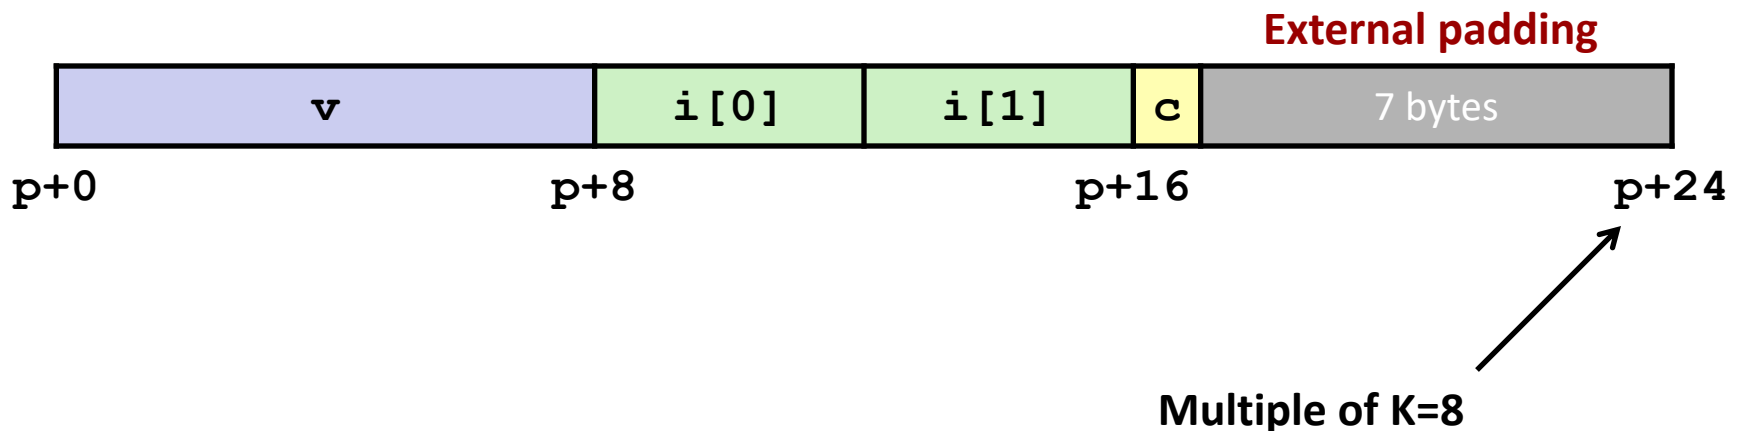 External padding
v i[0] i[1] c 7 bytes
p+0 p+8 p+16 p+24
Multiple of K=8